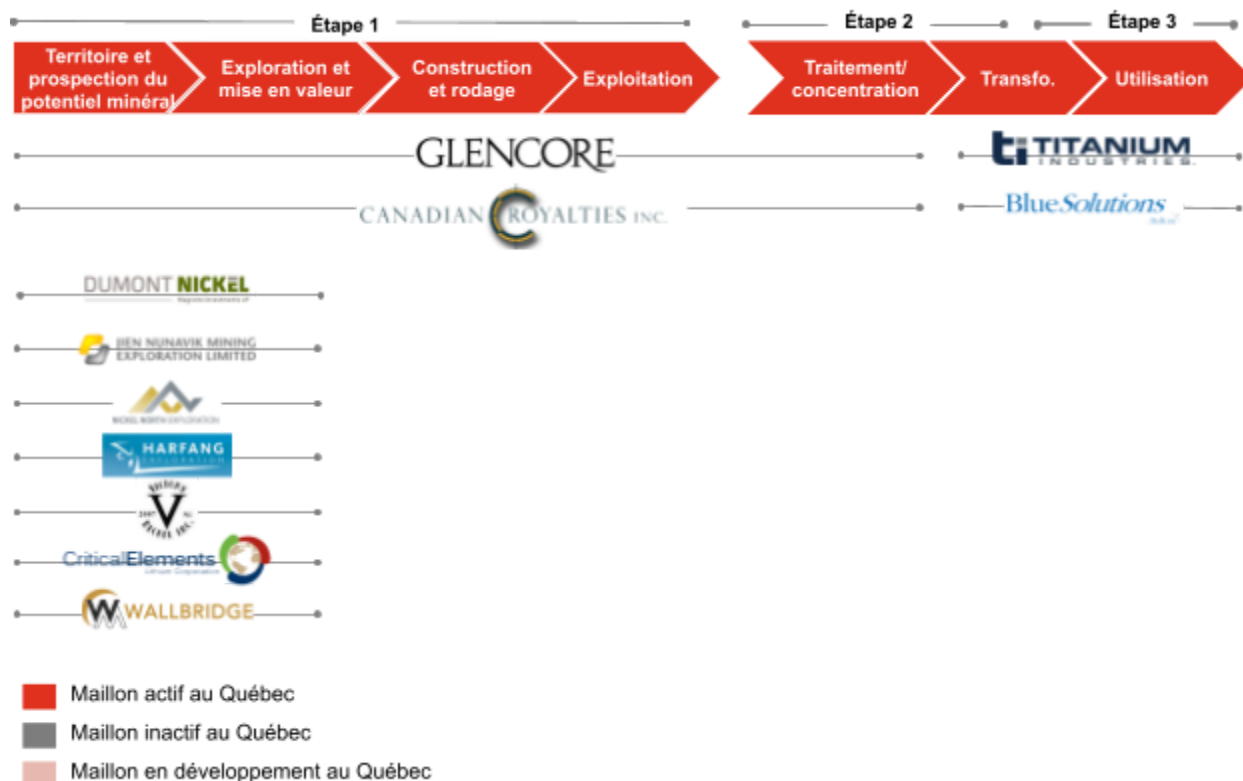 Étape 1
Étape 2
Étape 3
Territoire et
prospection du
potentiel minéral
Exploration et
mise en valeur
Construction
et rodage
Exploitation
Traitement/
concentration
Transfo.
Utilisation
GLENCORE
ti TITANIUM
INDUSTRIES.
CANADIAN ROYALTIES INC.
BlueSolutions
DUMONT NICKEL
JIEN NUNAVIK MINING
EXPLORATION LIMITED
NICKEL NORTH EXPLORATION
HARFANG
EXPLORATION
V
INC.
CriticalElements
Lithium Corporation
WALLBRIDGE
Maillon actif au Québec
Maillon inactif au Québec
Maillon en développement au Québec